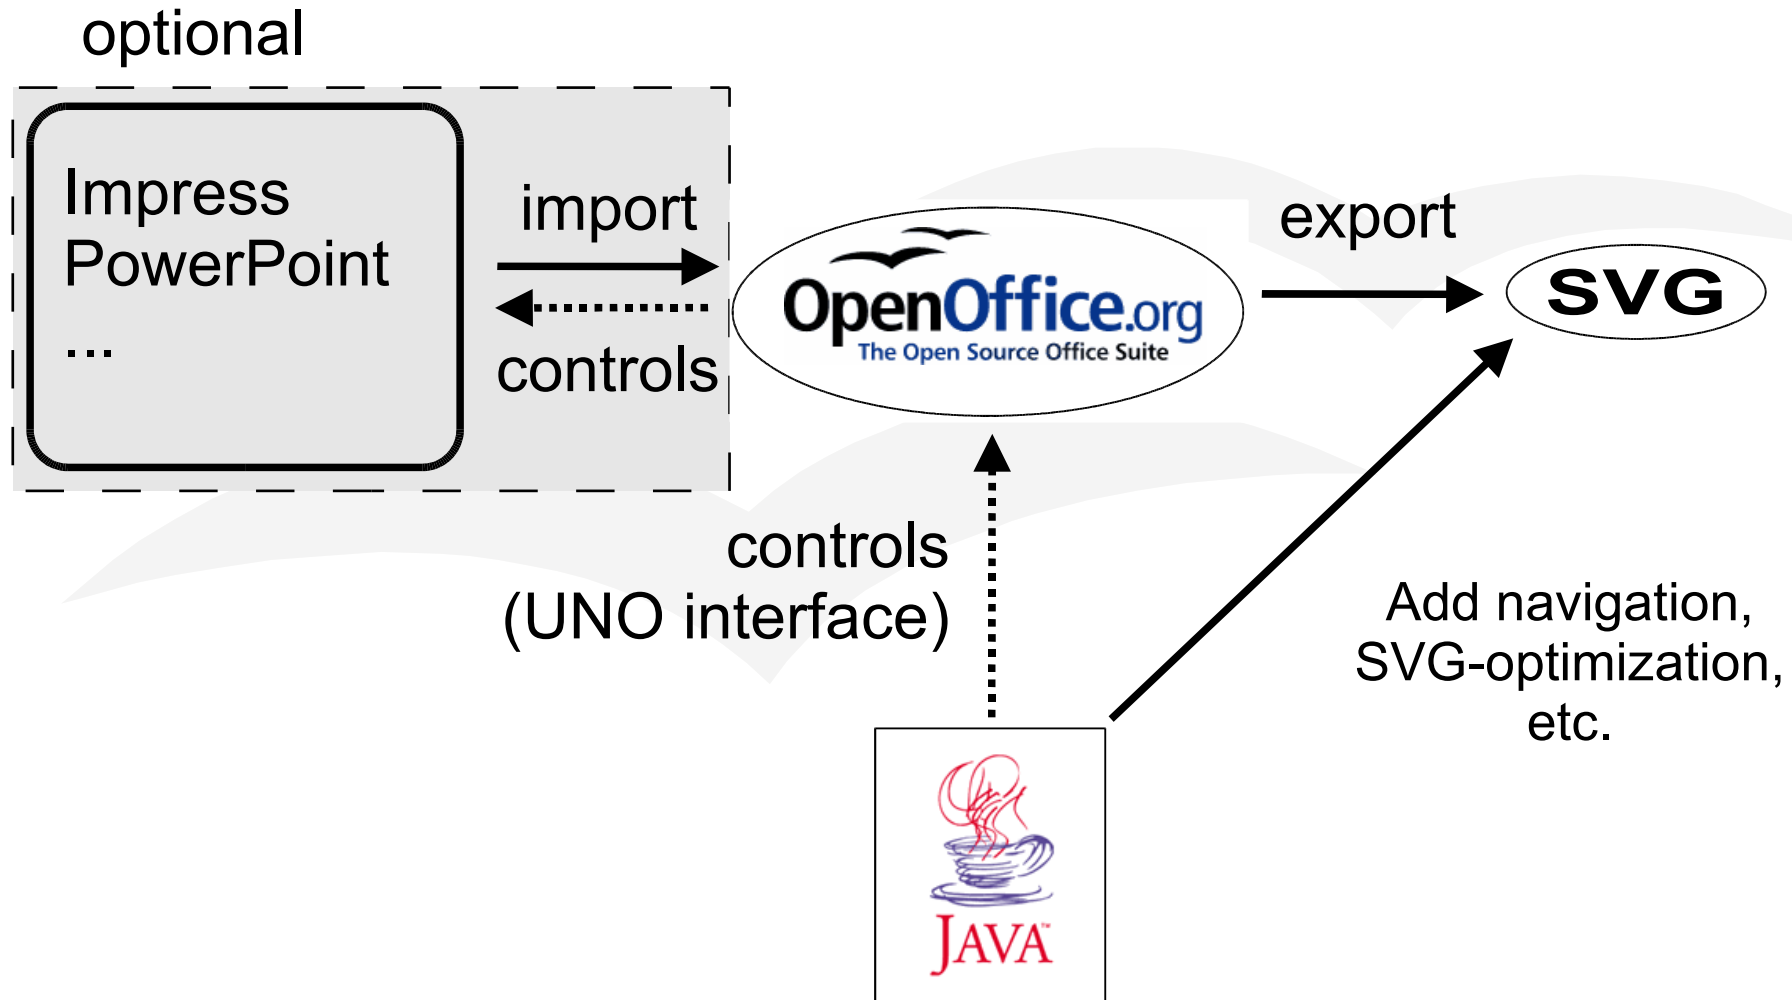 optional
Impress
PowerPoint
...
import
controls
OpenOffice.org
The Open Source Office Suite
export
SVG
controls
(UNO interface)
Add navigation,
SVG-optimization,
etc.
JAVA™